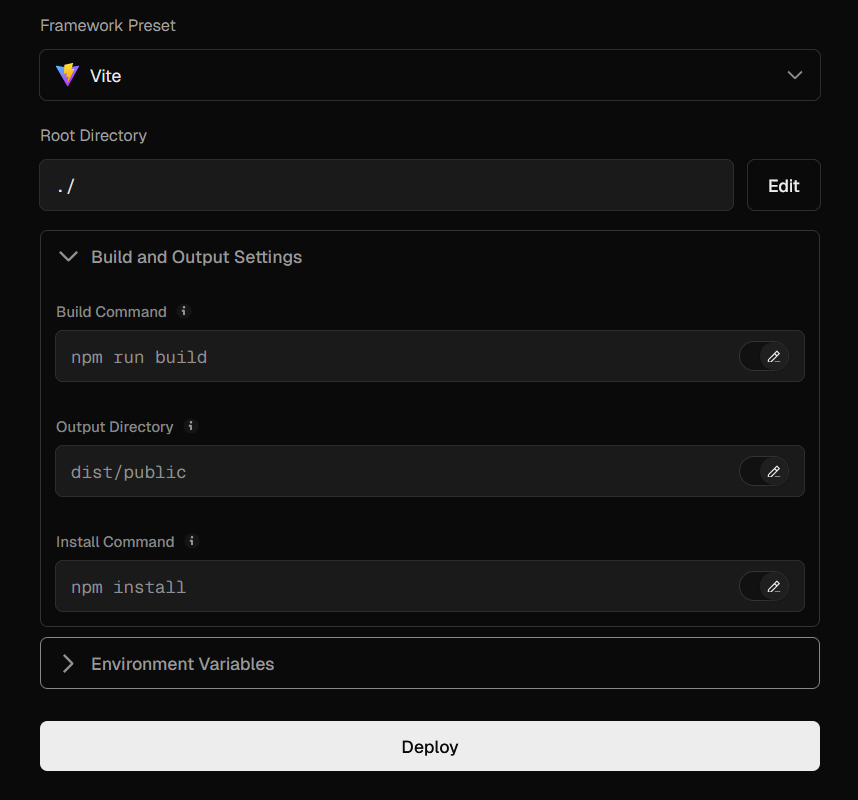 Framework Preset
Vite
Root Directory
./
Edit
Build and Output Settings
Build Command
npm run build
Output Directory
dist/public
Install Command
npm install
Environment Variables
Deploy